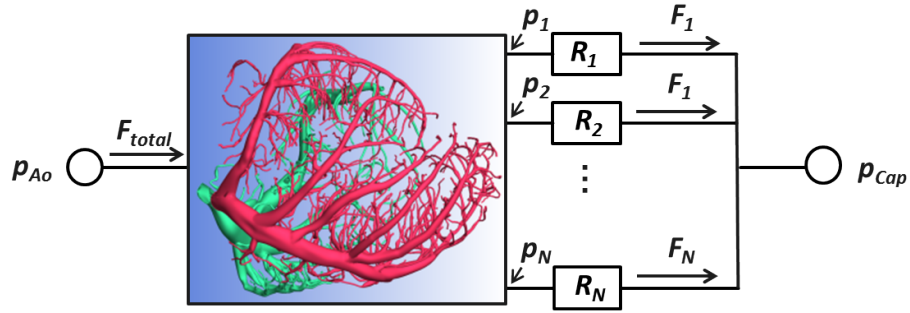 p1 F1
R1
p2 F1
Ftotal R2
pAo pCap
⋮
pN FN
RN